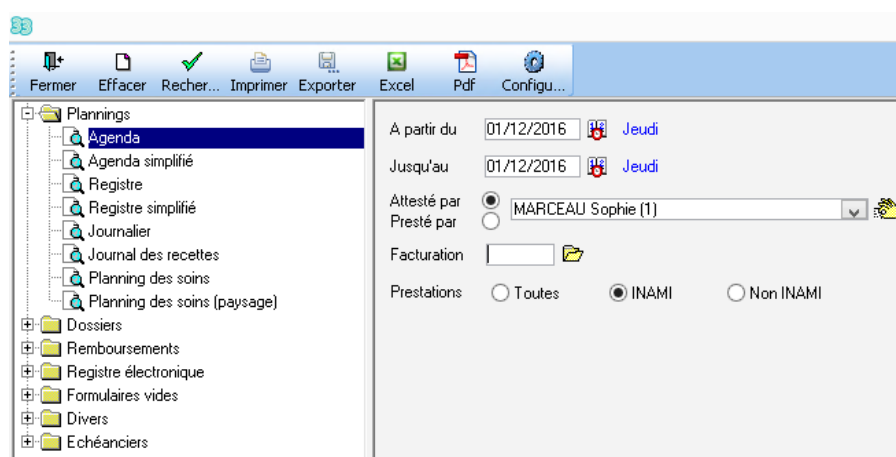 33
Fermer Effacer Recher... Imprimer Exporter Excel Pdf Configu...
Plannings
Agenda
Agenda simplifié
Registre
Registre simplifié
Journalier
Journal des recettes
Planning des soins
Planning des soins (paysage)
Dossiers
Remboursements
Registre électronique
Formulaires vides
Divers
Echéanciers
A partir du 01/12/2016 Jeudi
Jusqu'au 01/12/2016 Jeudi
Attesté par MARCEAU Sophie (1)
Presté par
Facturation
Prestations Toutes INAMI Non INAMI